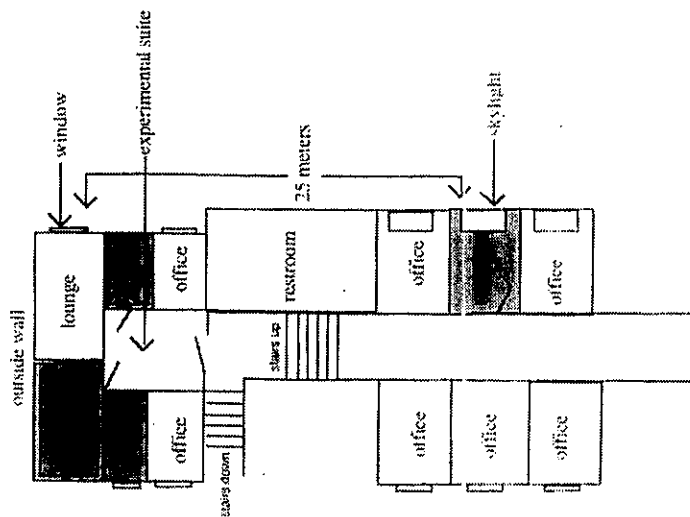 outside wall
window
experimental suite
lounge
office
office
stairs down
stairs up
restroom
25 meters
office
skylight
office
office
office
office